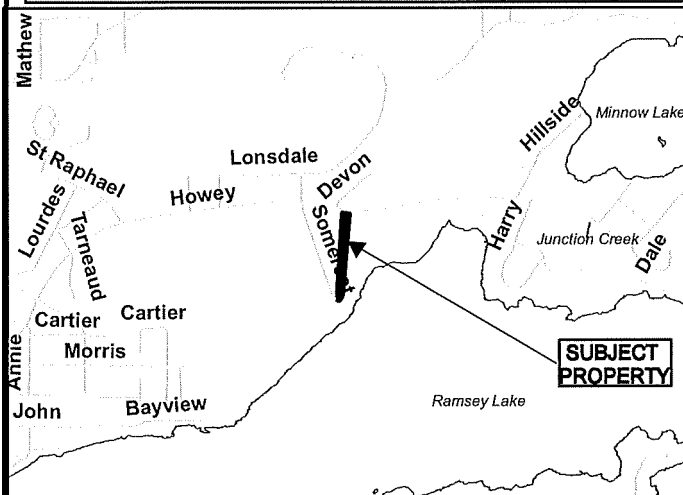 Mathew
Minnow Lake
Hillside
St Raphael
Lonsdale
Devon
Howey
Lourdes
Tarneaud
Somerset
Harry
Junction Creek
Dale
Cartier
Cartier
Morris
Annie
SUBJECT
PROPERTY
John
Bayview
Ramsey Lake